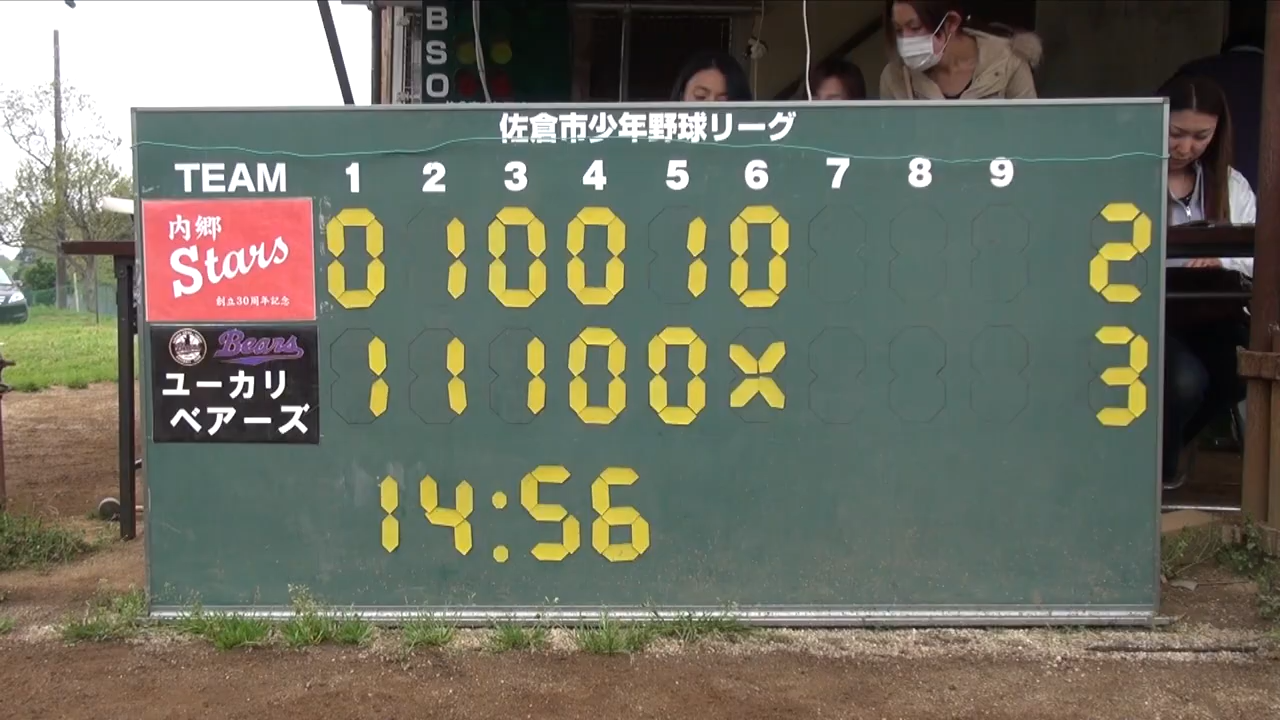 B
S
O
佐倉市少年野球リーグ
TEAM 1 2 3 4 5 6 7 8 9
内郷
Stars
創立30周年記念
0 1 0 0 1 0 2
Bears
ユーカリ
ベアーズ
1 1 1 0 0 x 3
14:56